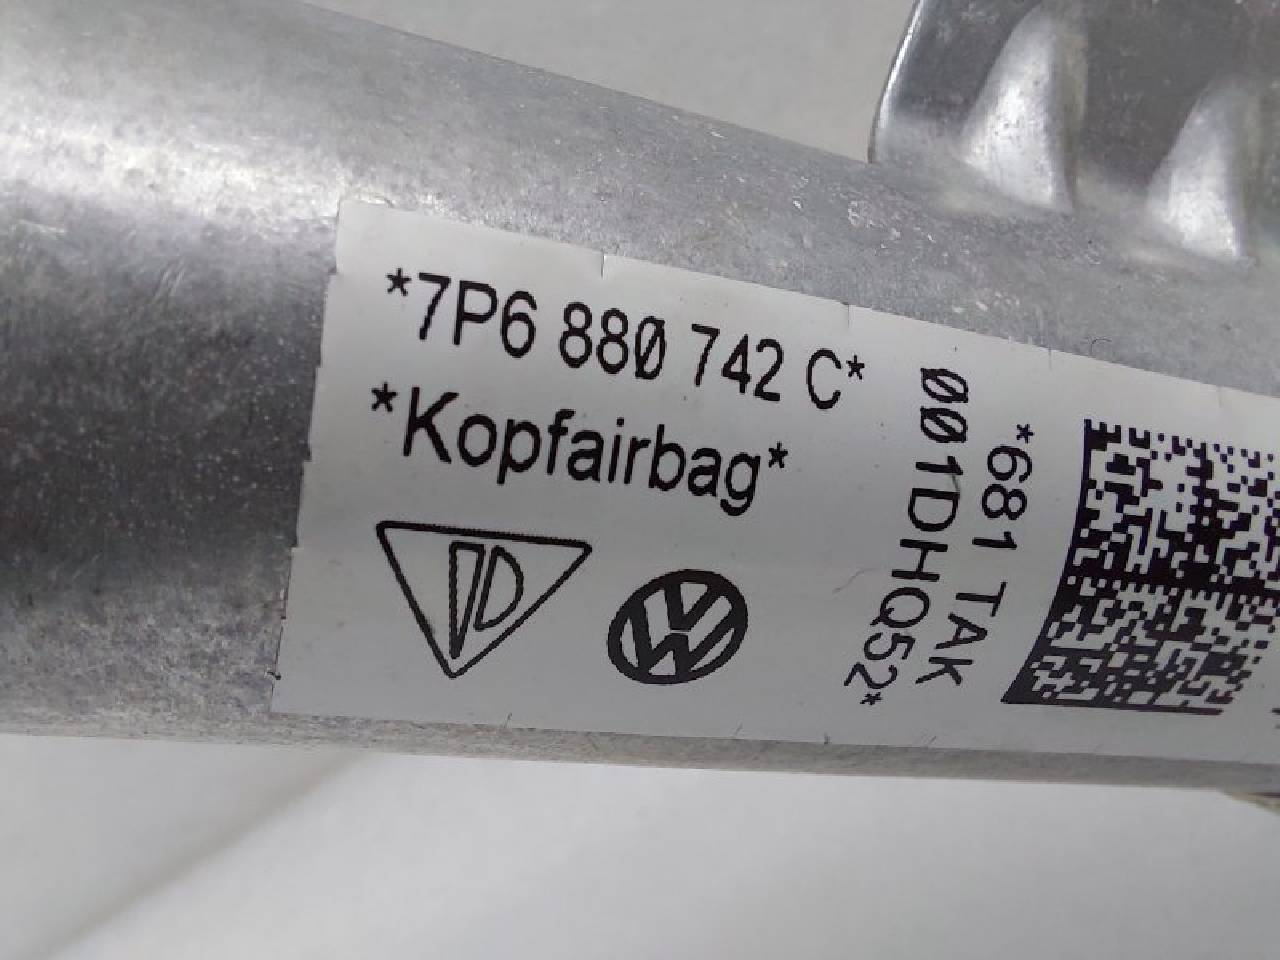 *7P6 880 742 C*
*Kopfairbag*
*681 TAK
001DHQ52*